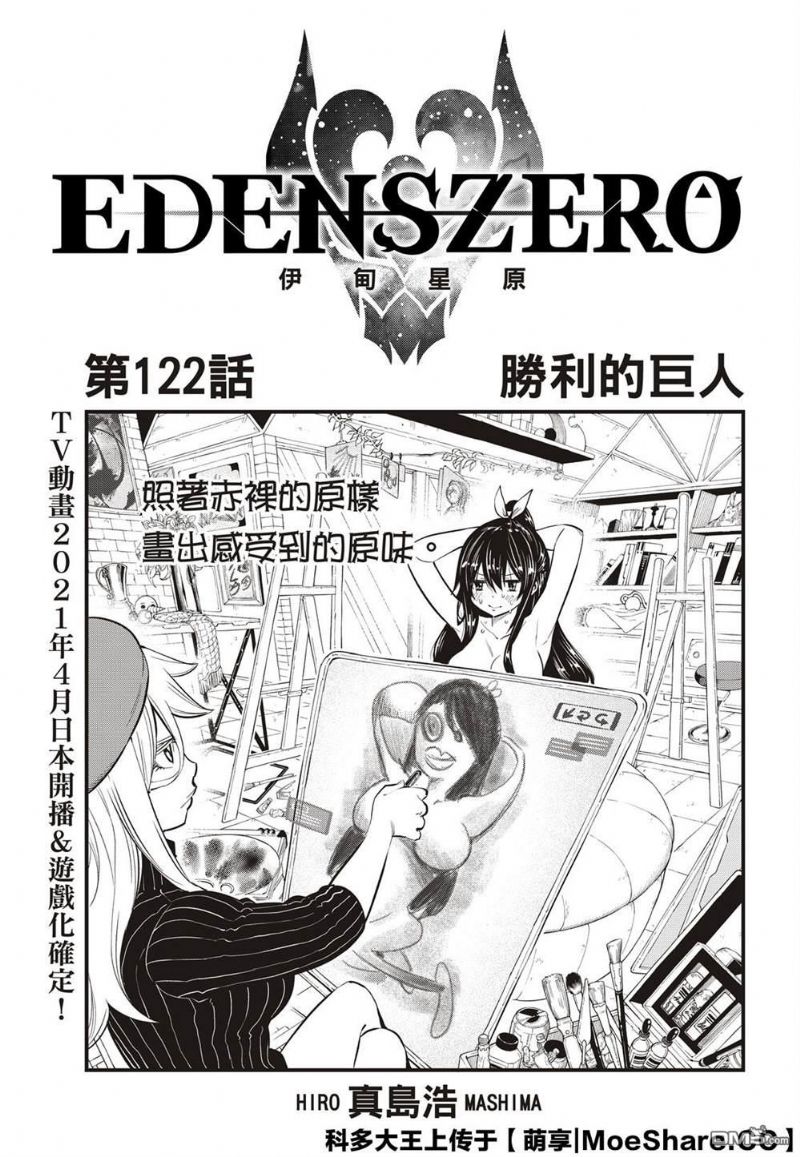 EDENSZERO
伊甸星原
第122話 勝利的巨人
TV動畫2021年4月日本開播&遊戲化確定！
照著赤裸的原樣
畫出感受到的原味。
HIRO 真島浩 MASHIMA
科多大王上传于【萌享|MoeShare.CC】